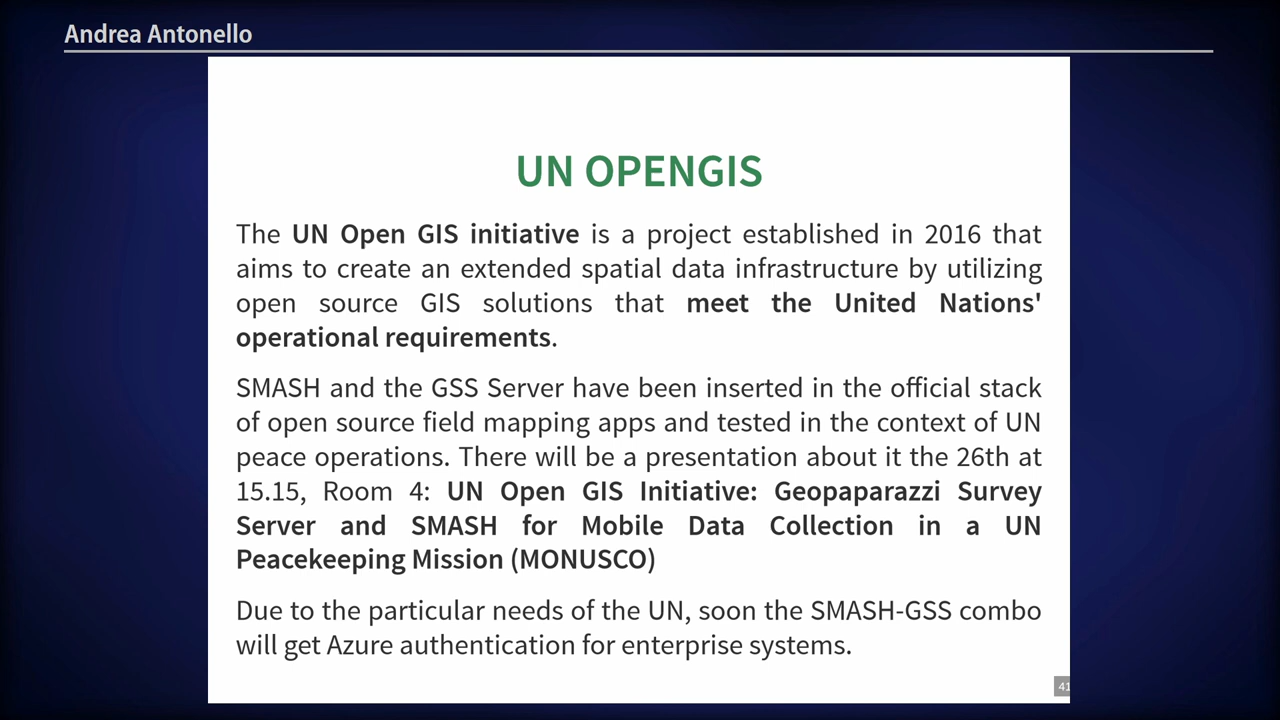 Andrea Antonello
UN OPENGIS
The UN Open GIS initiative is a project established in 2016 that
aims to create an extended spatial data infrastructure by utilizing
open source GIS solutions that meet the United Nations'
operational requirements.
SMASH and the GSS Server have been inserted in the official stack
of open source field mapping apps and tested in the context of UN
peace operations. There will be a presentation about it the 26th at
15.15, Room 4: UN Open GIS Initiative: Geopaparazzi Survey
Server and SMASH for Mobile Data Collection in a UN
Peacekeeping Mission (MONUSCO)
Due to the particular needs of the UN, soon the SMASH-GSS combo
will get Azure authentication for enterprise systems.
41